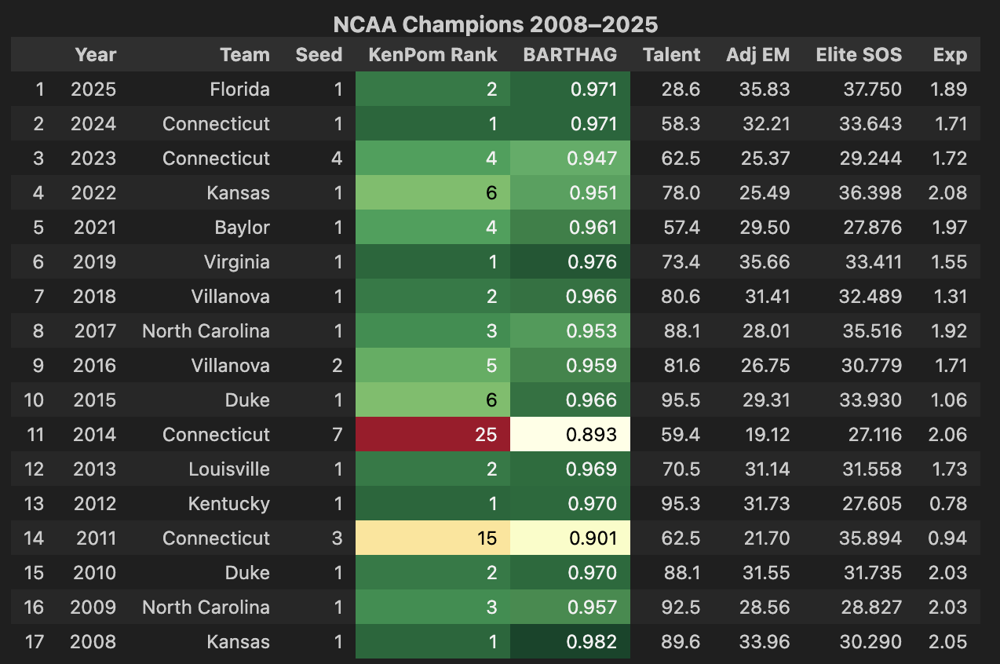 NCAA Champions 2008–2025
Year Team Seed KenPom Rank BARTHAG Talent Adj EM Elite SOS Exp
1 2025 Florida 1 2 0.971 28.6 35.83 37.750 1.89
2 2024 Connecticut 1 1 0.971 58.3 32.21 33.643 1.71
3 2023 Connecticut 4 4 0.947 62.5 25.37 29.244 1.72
4 2022 Kansas 1 6 0.951 78.0 25.49 36.398 2.08
5 2021 Baylor 1 4 0.961 57.4 29.50 27.876 1.97
6 2019 Virginia 1 1 0.976 73.4 35.66 33.411 1.55
7 2018 Villanova 1 2 0.966 80.6 31.41 32.489 1.31
8 2017 North Carolina 1 3 0.953 88.1 28.01 35.516 1.92
9 2016 Villanova 2 5 0.959 81.6 26.75 30.779 1.71
10 2015 Duke 1 6 0.966 95.5 29.31 33.930 1.06
11 2014 Connecticut 7 25 0.893 59.4 19.12 27.116 2.06
12 2013 Louisville 1 2 0.969 70.5 31.14 31.558 1.73
13 2012 Kentucky 1 1 0.970 95.3 31.73 27.605 0.78
14 2011 Connecticut 3 15 0.901 62.5 21.70 35.894 0.94
15 2010 Duke 1 2 0.970 88.1 31.55 31.735 2.03
16 2009 North Carolina 1 3 0.957 92.5 28.56 28.827 2.03
17 2008 Kansas 1 1 0.982 89.6 33.96 30.290 2.05